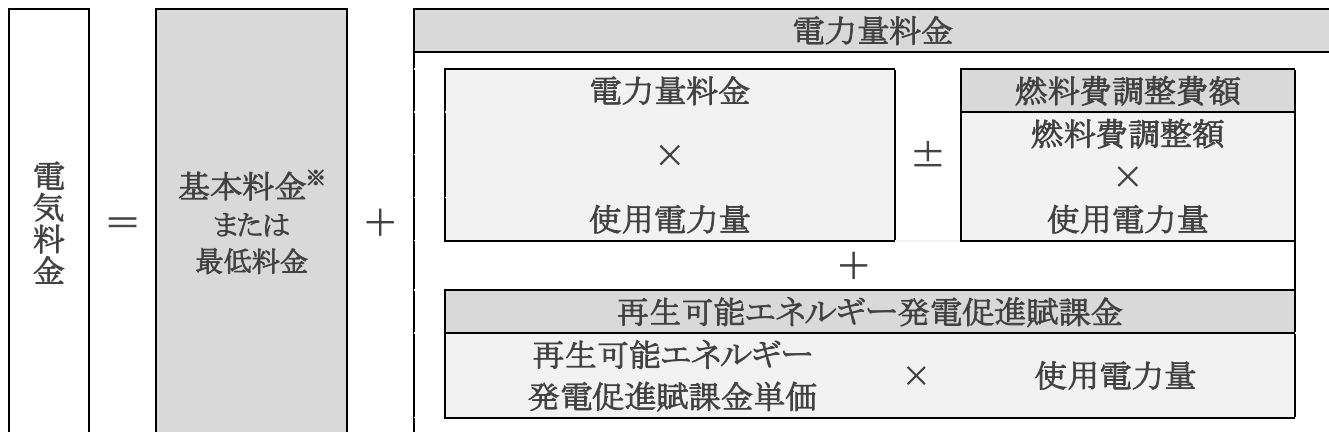 電気料金
＝
基本料金※
または
最低料金
＋
電力量料金
電力量料金
×
使用電力量
±
燃料費調整費額
燃料費調整額
×
使用電力量
＋
再生可能エネルギー発電促進賦課金
再生可能エネルギー
発電促進賦課金単価
×
使用電力量